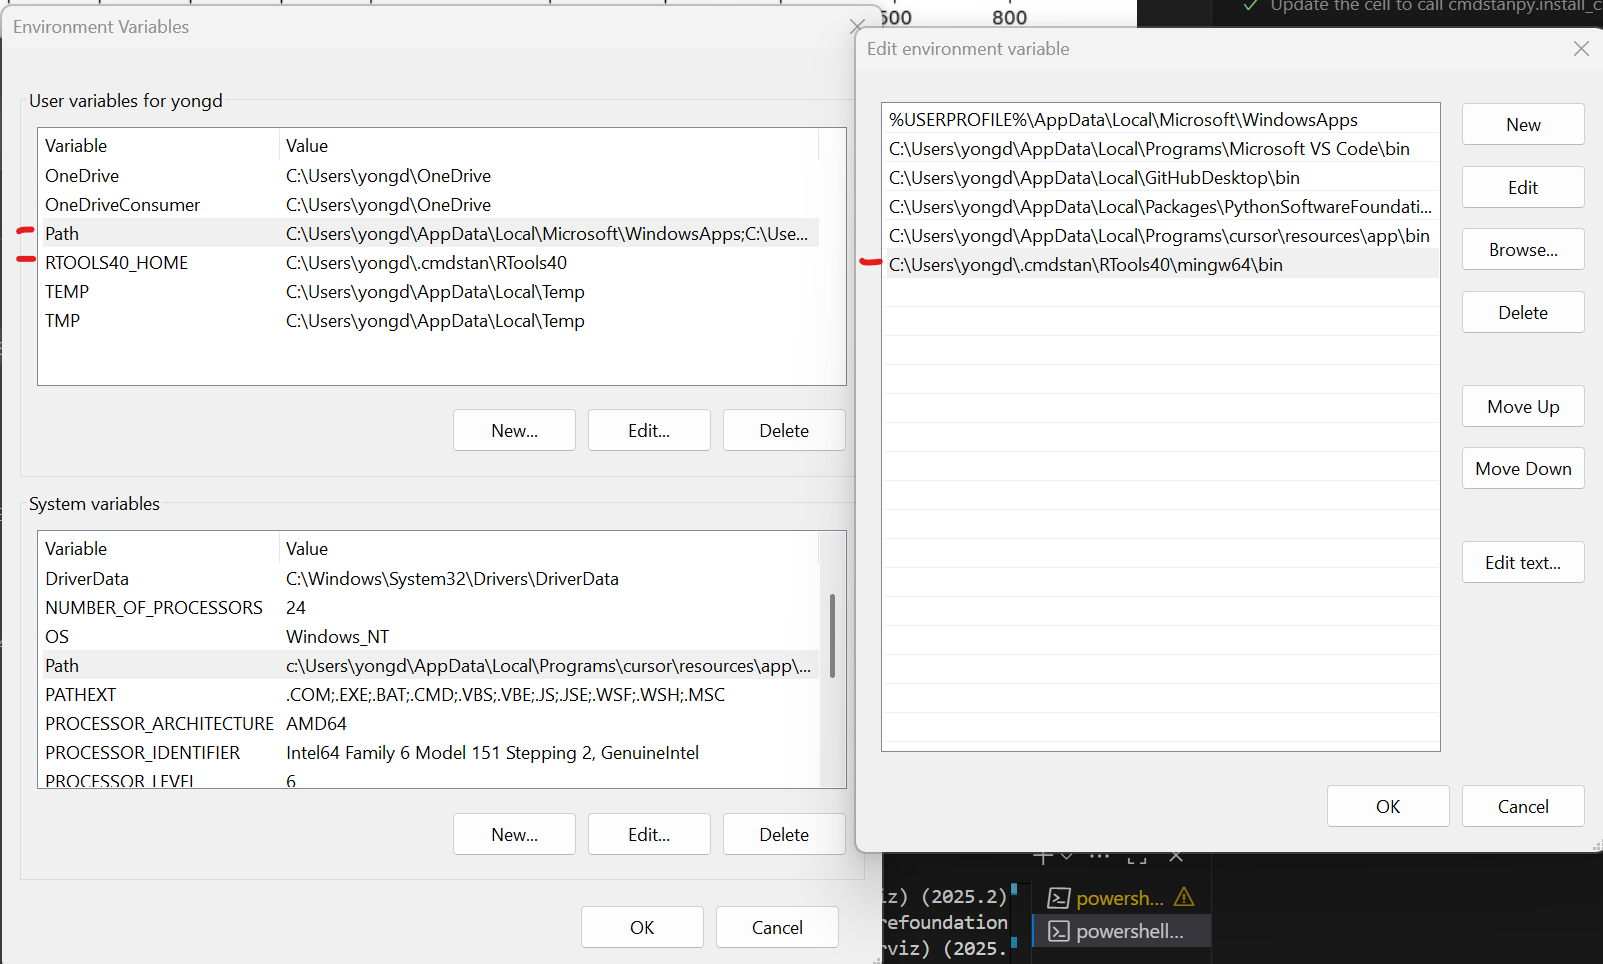 600 800
Update the cell to call cmdstanpy.install_c
Environment Variables
User variables for yongd
Variable Value
OneDrive C:\Users\yongd\OneDrive
OneDriveConsumer C:\Users\yongd\OneDrive
Path C:\Users\yongd\AppData\Local\Microsoft\WindowsApps;C:\Use...
RTOOLS40_HOME C:\Users\yongd\.cmdstan\RTools40
TEMP C:\Users\yongd\AppData\Local\Temp
TMP C:\Users\yongd\AppData\Local\Temp
New... Edit... Delete
System variables
Variable Value
DriverData C:\Windows\System32\Drivers\DriverData
NUMBER_OF_PROCESSORS 24
OS Windows_NT
Path c:\Users\yongd\AppData\Local\Programs\cursor\resources\app\...
PATHEXT .COM;.EXE;.BAT;.CMD;.VBS;.VBE;.JS;.JSE;.WSF;.WSH;.MSC
PROCESSOR_ARCHITECTURE AMD64
PROCESSOR_IDENTIFIER Intel64 Family 6 Model 151 Stepping 2, GenuineIntel
PROCESSOR_LEVEL 6
New... Edit... Delete
OK Cancel
Edit environment variable
%USERPROFILE%\AppData\Local\Microsoft\WindowsApps
C:\Users\yongd\AppData\Local\Programs\Microsoft VS Code\bin
C:\Users\yongd\AppData\Local\GitHubDesktop\bin
C:\Users\yongd\AppData\Local\Packages\PythonSoftwareFoundati...
C:\Users\yongd\AppData\Local\Programs\cursor\resources\app\bin
C:\Users\yongd\.cmdstan\RTools40\mingw64\bin
New
Edit
Browse...
Delete
Move Up
Move Down
Edit text...
OK Cancel
iz) (2025.2)
refoundation
rviz) (2025.
powersh...
powershell...